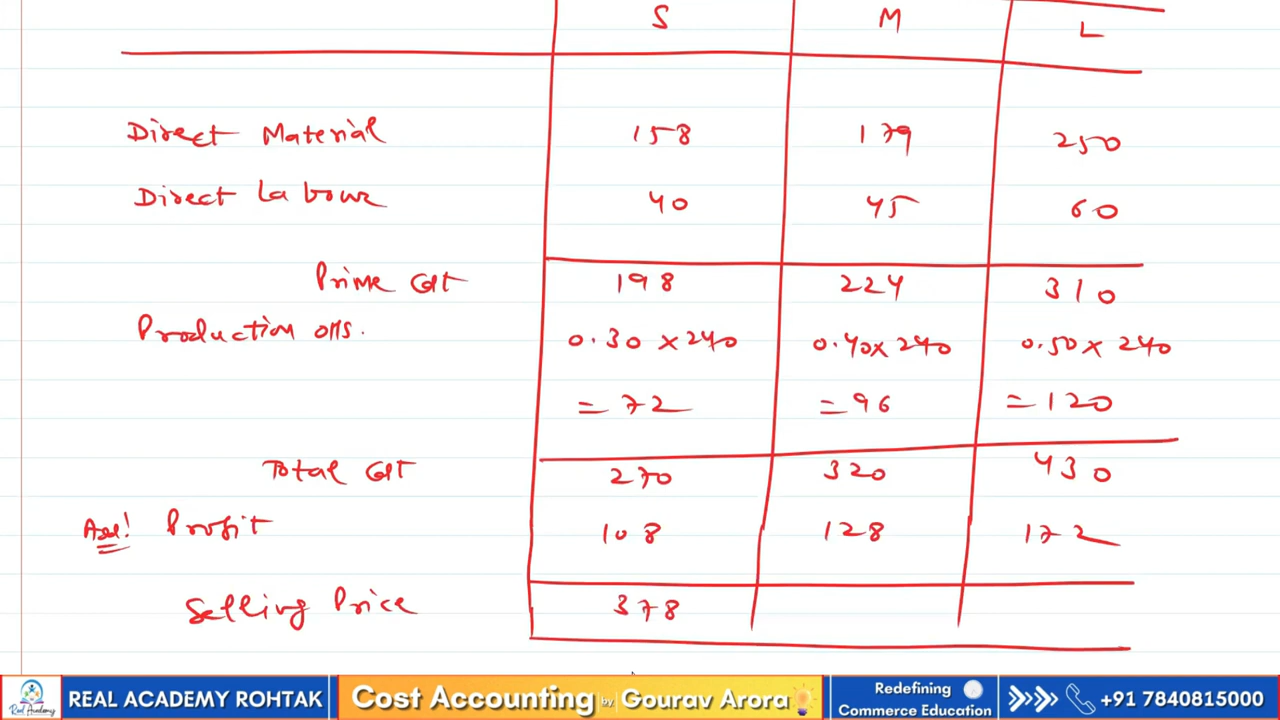 S M L
Direct Material 158 179 250
Direct Labour 40 45 60
Prime Cost 198 224 310
Production OHs. 0.30 x 240 0.40 x 240 0.50 x 240
= 72 = 96 = 120
Total Cost 270 320 430
Add! Profit 108 128 172
Selling Price 378
Real Academy
REAL ACADEMY ROHTAK
Cost Accounting by Gourav Arora
Redefining
Commerce Education
+91 7840815000